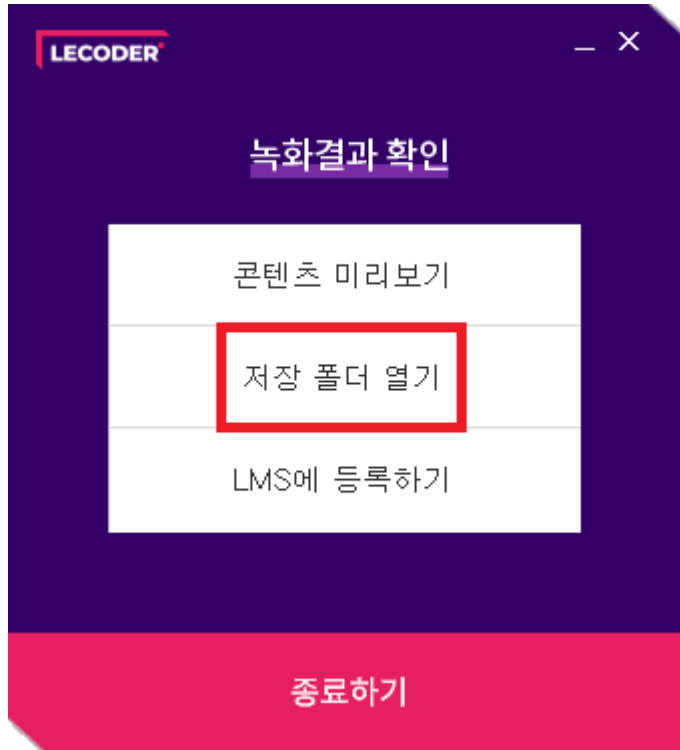 LECODER
녹화결과 확인
콘텐츠 미리보기
저장 폴더 열기
LMS에 등록하기
종료하기